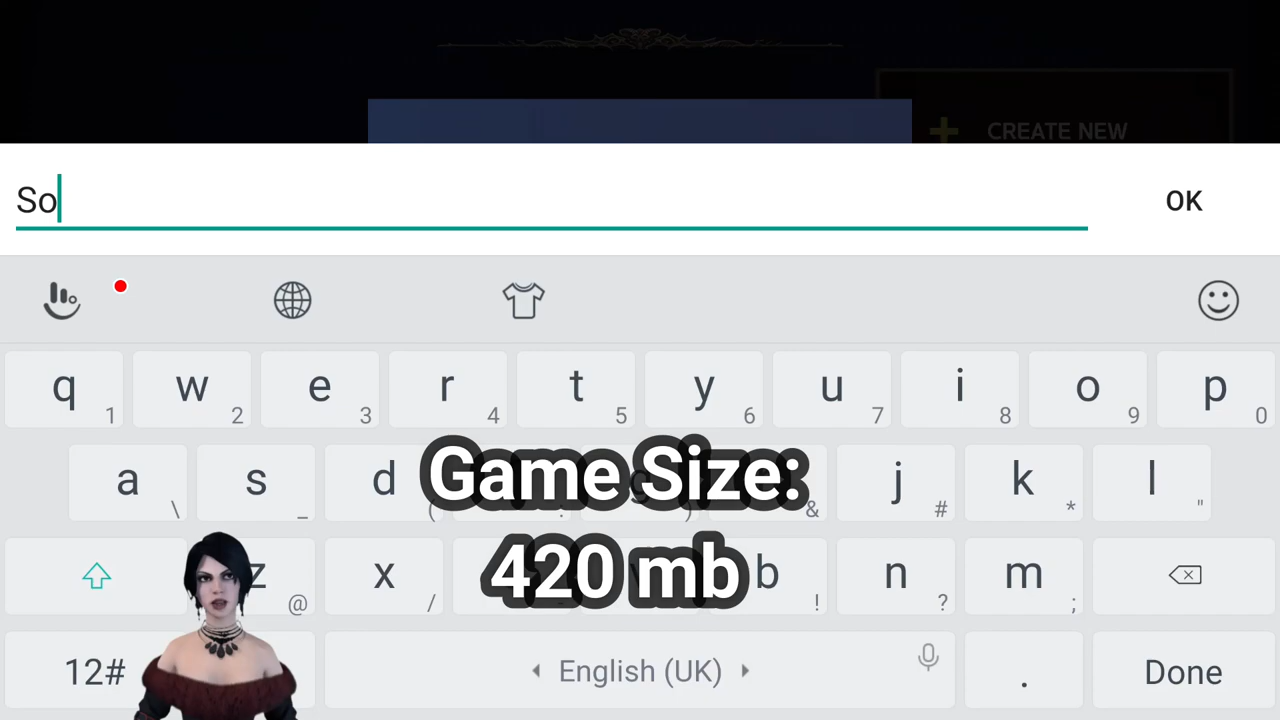 CREATE NEW
So
OK
q w e r t y u i o p
1 2 3 4 5 6 7 8 9 0
a s d g j k l
\ _ ( ) & # * "
Game Size:
420 mb
z x b n m
@ / ! ? ;
12# English (UK) . Done